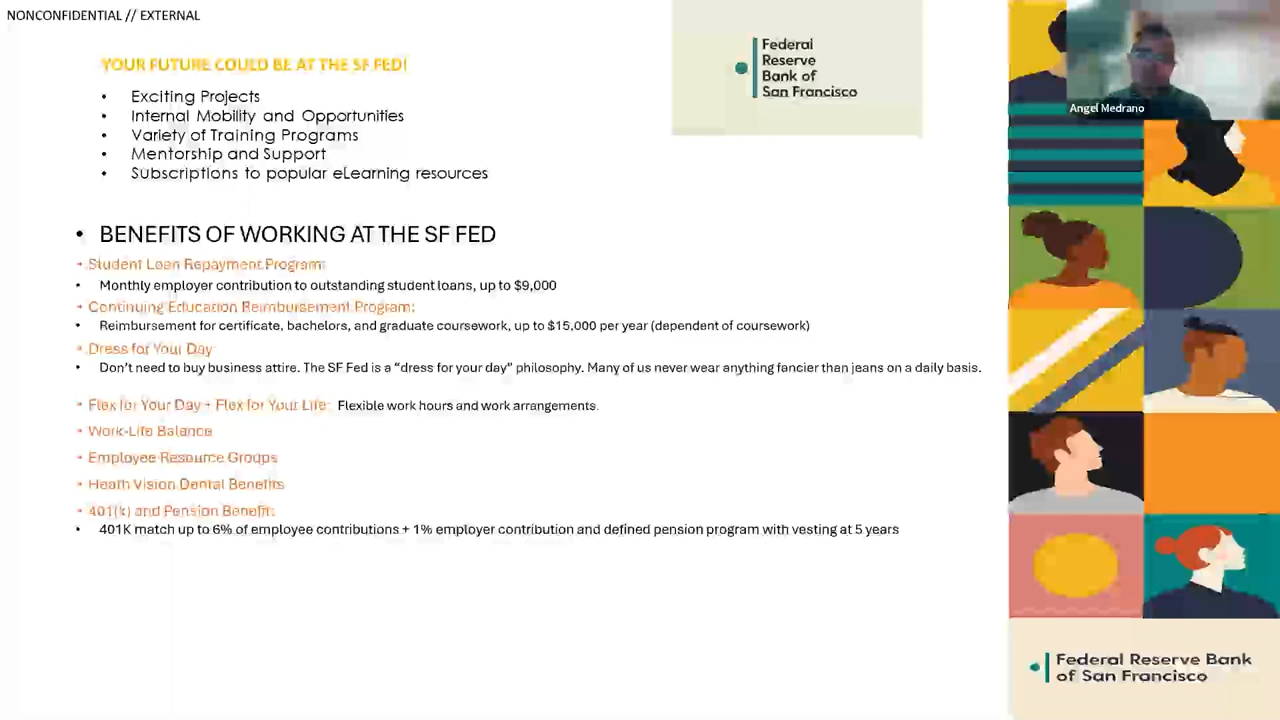 NONCONFIDENTIAL // EXTERNAL
YOUR FUTURE COULD BE AT THE SF FED!
• Exciting Projects
• Internal Mobility and Opportunities
• Variety of Training Programs
• Mentorship and Support
• Subscriptions to popular eLearning resources
Federal
Reserve
Bank of
San Francisco
Angel Medrano
• BENEFITS OF WORKING AT THE SF FED
• Student Loan Repayment Program:
• Monthly employer contribution to outstanding student loans, up to $9,000
• Continuing Education Reimbursement Program:
• Reimbursement for certificate, bachelors, and graduate coursework, up to $15,000 per year (dependent of coursework)
• Dress for Your Day
• Don't need to buy business attire. The SF Fed is a “dress for your day” philosophy. Many of us never wear anything fancier than jeans on a daily basis.
• Flex for Your Day + Flex for Your Life: Flexible work hours and work arrangements.
• Work-Life Balance
• Employee Resource Groups
• Heath Vision Dental Benefits
• 401(k) and Pension Benefit:
• 401K match up to 6% of employee contributions + 1% employer contribution and defined pension program with vesting at 5 years
Federal Reserve Bank
of San Francisco